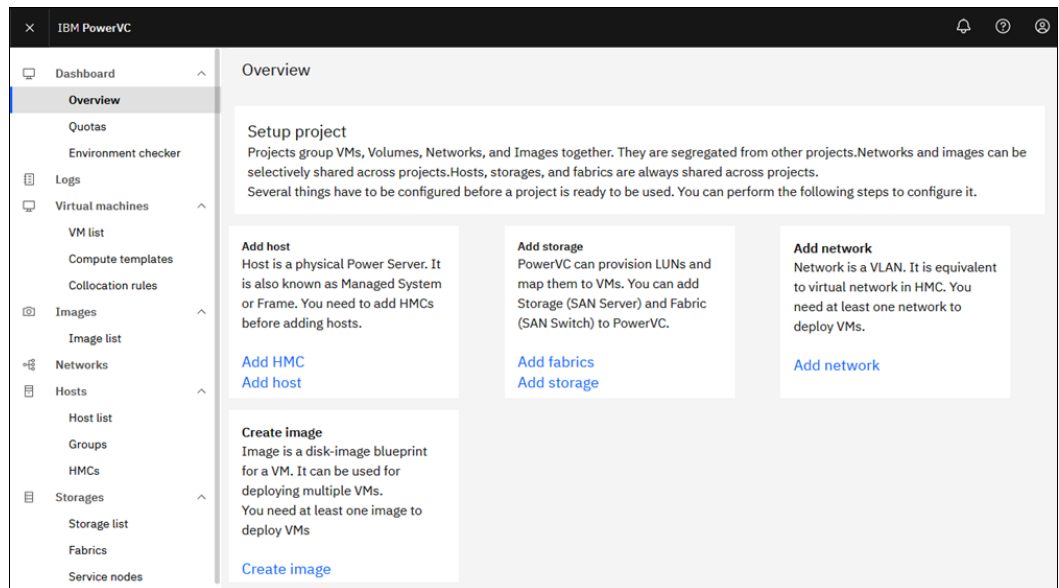 IBM PowerVC
Dashboard
Overview
Quotas
Environment checker
Logs
Virtual machines
VM list
Compute templates
Collocation rules
Images
Image list
Networks
Hosts
Host list
Groups
HMCs
Storages
Storage list
Fabrics
Service nodes
Overview
Setup project
Projects group VMs, Volumes, Networks, and Images together. They are segregated from other projects.Networks and images can be
selectively shared across projects.Hosts, storages, and fabrics are always shared across projects.
Several things have to be configured before a project is ready to be used. You can perform the following steps to configure it.
Add host
Host is a physical Power Server. It
is also known as Managed System
or Frame. You need to add HMCs
before adding hosts.
Add HMC
Add host
Add storage
PowerVC can provision LUNs and
map them to VMs. You can add
Storage (SAN Server) and Fabric
(SAN Switch) to PowerVC.
Add fabrics
Add storage
Add network
Network is a VLAN. It is equivalent
to virtual network in HMC. You
need at least one network to
deploy VMs.
Add network
Create image
Image is a disk-image blueprint
for a VM. It can be used for
deploying multiple VMs.
You need at least one image to
deploy VMs
Create image